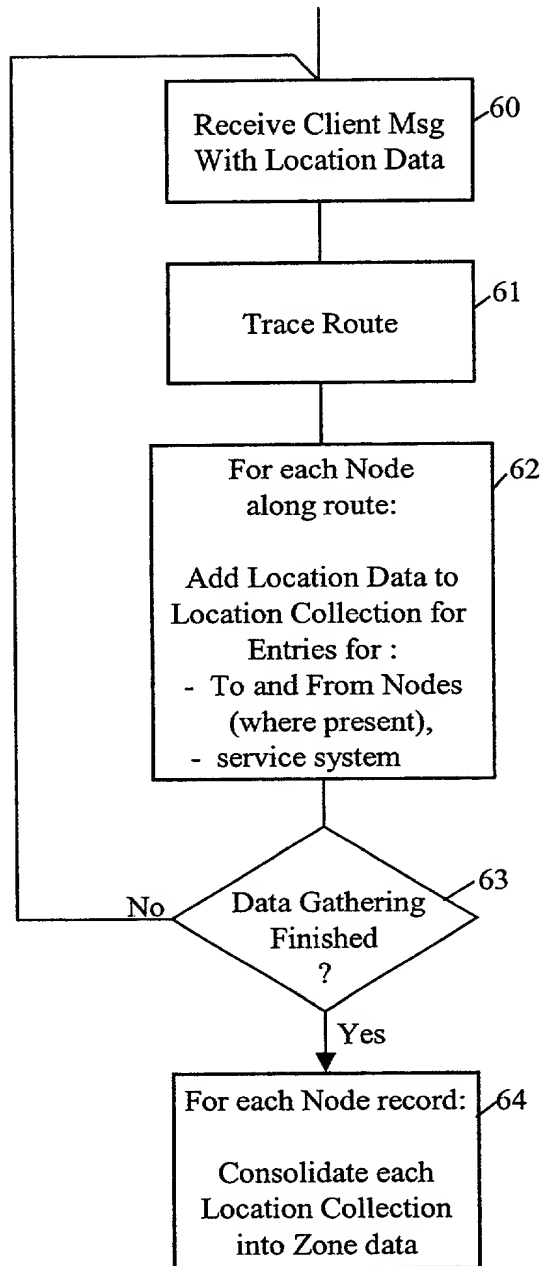 60
Receive Client Msg
With Location Data
61
Trace Route
62
For each Node
along route:
Add Location Data to
Location Collection for
Entries for :
- To and From Nodes
(where present),
- service system
63
No
Data Gathering
Finished
?
Yes
64
For each Node record:
Consolidate each
Location Collection
into Zone data